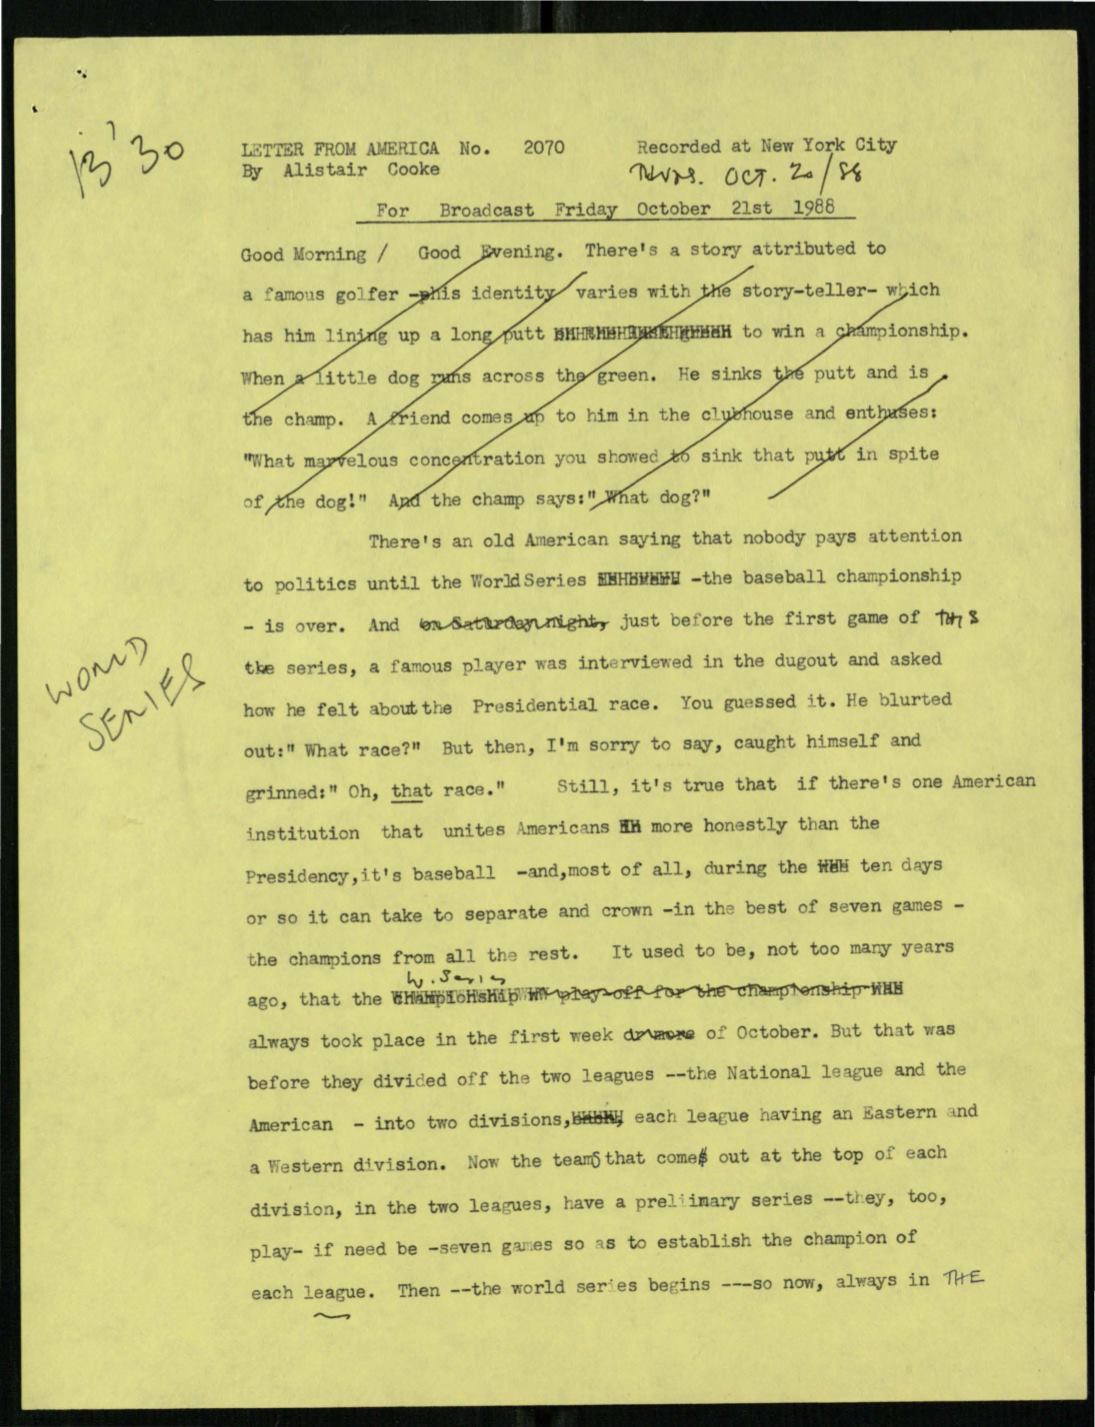 13'30
LETTER FROM AMERICA No. 2070 Recorded at New York City
By Alistair Cooke Thurs. OCT. 20/88
For Broadcast Friday October 21st 1988
Good Morning / Good Evening. There's a story attributed to
a famous golfer -phis identity varies with the story-teller- which
has him lining up a long putt to win a championship.
When a little dog runs across the green. He sinks the putt and is
the champ. A friend comes up to him in the clubhouse and enthuses:
"What marvelous concentration you showed to sink that putt in spite
of the dog!" And the champ says:" What dog?"
There's an old American saying that nobody pays attention
to politics until the World Series -the baseball championship
- is over. And on Saturday night, just before the first game of THIS
the series, a famous player was interviewed in the dugout and asked
how he felt about the Presidential race. You guessed it. He blurted
out:" What race?" But then, I'm sorry to say, caught himself and
grinned:" Oh, that race." Still, it's true that if there's one American
institution that unites Americans more honestly than the
Presidency,it's baseball -and,most of all, during the ten days
or so it can take to separate and crown -in the best of seven games -
the champions from all the rest. It used to be, not too many years
W. Series
ago, that the championship play-off for the championship
always took place in the first week or more of October. But that was
before they divided off the two leagues --the National league and the
American - into two divisions, each league having an Eastern and
a Western division. Now the teams that comes out at the top of each
division, in the two leagues, have a preliimary series --they, too,
play- if need be -seven games so as to establish the champion of
each league. Then --the world series begins ---so now, always in THE
WORLD
SERIES